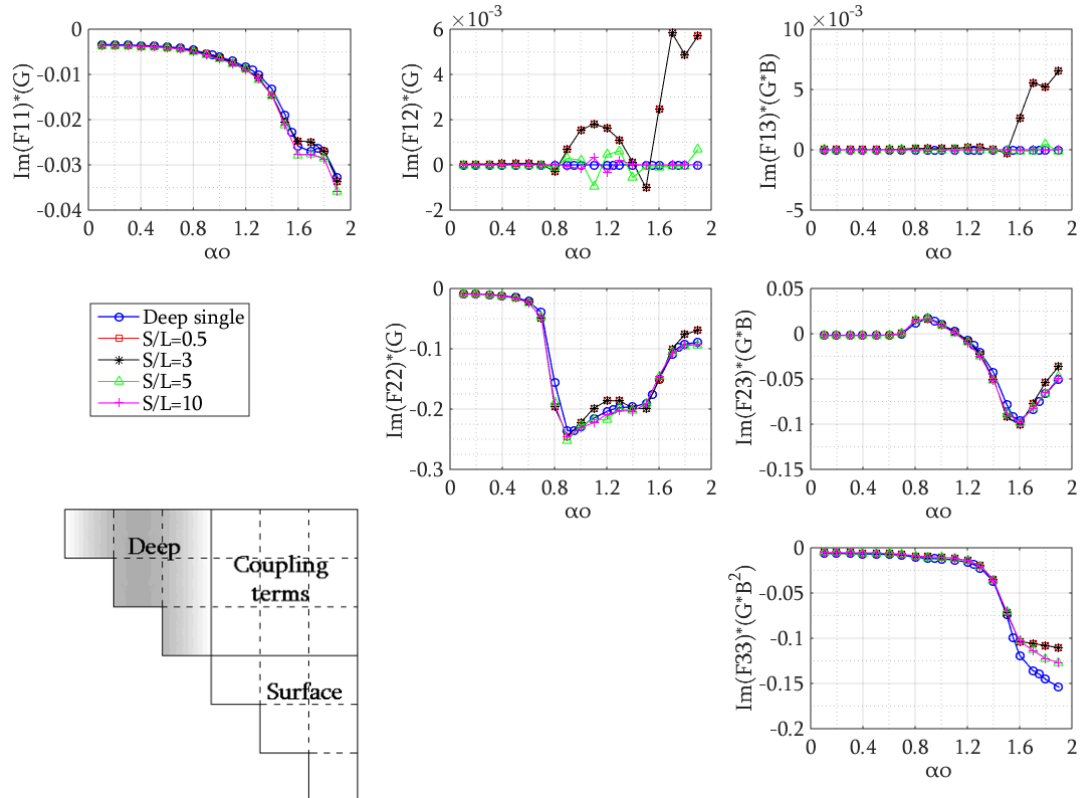 ×10⁻³
×10⁻³
0
-0.01
-0.02
-0.03
-0.04
Im(F11)*(G)
0 0.4 0.8 1.2 1.6 2
αo
6
4
2
0
-2
Im(F12)*(G)
0 0.4 0.8 1.2 1.6 2
αo
10
5
0
-5
Im(F13)*(G*B)
0 0.4 0.8 1.2 1.6 2
αo
Deep single
S/L=0.5
S/L=3
S/L=5
S/L=10
0
-0.1
-0.2
-0.3
Im(F22)*(G)
0 0.4 0.8 1.2 1.6 2
αo
0.05
0
-0.05
-0.1
-0.15
Im(F23)*(G*B)
0 0.4 0.8 1.2 1.6 2
αo
Deep
Coupling
terms
Surface
0
-0.05
-0.1
-0.15
-0.2
Im(F33)*(G*B²)
0 0.4 0.8 1.2 1.6 2
αo